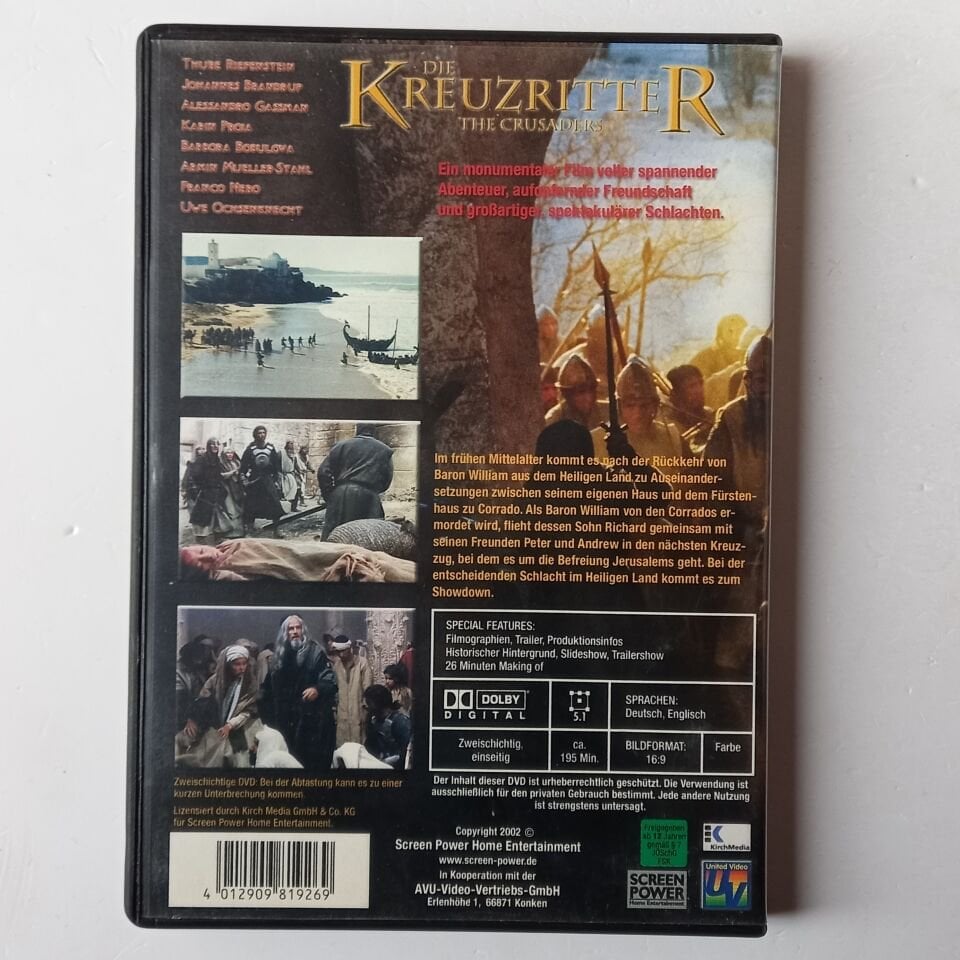 THURE RIEFENSTEIN
JOHANNES BRANDRUP
ALESSANDRO GASSMAN
KARIN PROIA
BARBORA BOBULOVA
ARMIN MUELLER-STAHL
FRANCO NERO
UWE OCHSENKNECHT
DIE
KREUZRITTER
THE CRUSADERS
Ein monumentaler Film voller spannender
Abenteuer, aufopfernder Freundschaft
und großartiger, spektakulärer Schlachten.
Im frühen Mittelalter kommt es nach der Rückkehr von
Baron William aus dem Heiligen Land zu Auseinander-
setzungen zwischen seinem eigenen Haus und dem Fürsten-
haus zu Corrado. Als Baron William von den Corrados er-
mordet wird, flieht dessen Sohn Richard gemeinsam mit
seinen Freunden Peter und Andrew in den nächsten Kreuz-
zug, bei dem es um die Befreiung Jerusalems geht. Bei der
entscheidenden Schlacht im Heiligen Land kommt es zum
Showdown.
SPECIAL FEATURES:
Filmographien, Trailer, Produktionsinfos
Historischer Hintergrund, Slideshow, Trailershow
26 Minuten Making of
DOLBY
DIGITAL
5.1
SPRACHEN:
Deutsch, Englisch
Zweischichtig,
einseitig
ca.
195 Min.
BILDFORMAT:
16:9
Farbe
Zweischichtige DVD: Bei der Abtastung kann es zu einer
kurzen Unterbrechung kommen.
Lizensiert durch Kirch Media GmbH & Co. KG
für Screen Power Home Entertainment.
Der Inhalt dieser DVD ist urheberrechtlich geschützt. Die Verwendung ist
ausschließlich für den privaten Gebrauch bestimmt. Jede andere Nutzung
ist strengstens untersagt.
4 012909 819269
Copyright 2002 ©
Screen Power Home Entertainment
www.screen-power.de
In Kooperation mit der
AVU-Video-Vertriebs-GmbH
Erlenhöhe 1, 66871 Konken
Freigegeben
ab 12 Jahren
gemäß § 7
JÖSchG
FSK
KirchMedia
SCREEN
POWER
Home Entertainment
United Video
UV